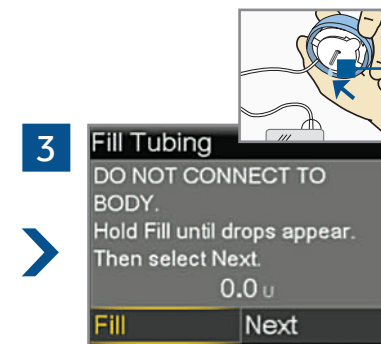 3
Fill Tubing
DO NOT CONNECT TO
BODY.
Hold Fill until drops appear.
Then select Next.
0.0 u
Fill Next